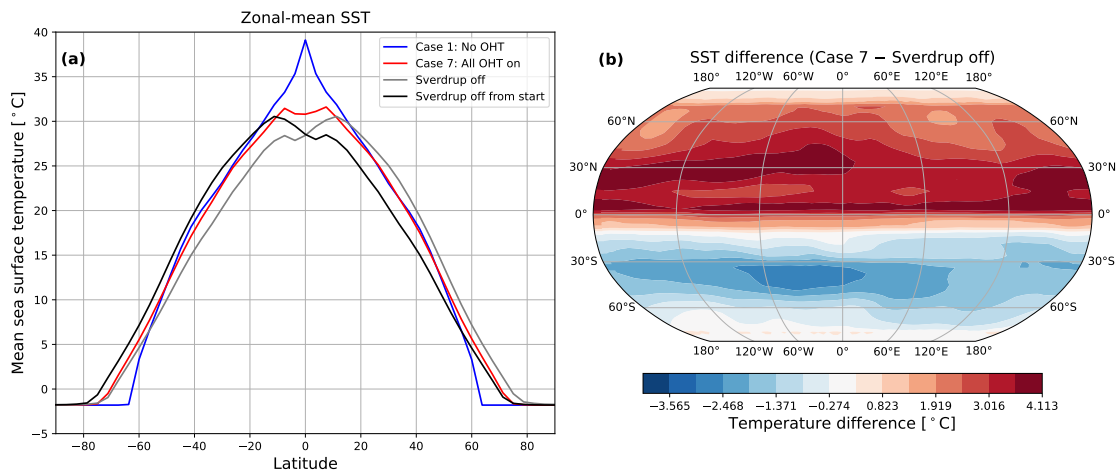 Zonal-mean SST
(a)
Case 1: No OHT
Case 7: All OHT on
Sverdrup off
Sverdrup off from start
40
35
30
25
20
15
10
5
0
−5
−80
−60
−40
−20
0
20
40
60
80
Mean sea surface temperature [°C]
Latitude
(b)
SST difference (Case 7 − Sverdrup off)
180° 120°W 60°W 0° 60°E 120°E 180°
60°N 60°N
30°N 30°N
0° 0°
30°S 30°S
60°S 60°S
180° 120°W 60°W 0° 60°E 120°E 180°
−3.565 −2.468 −1.371 −0.274 0.823 1.919 3.016 4.113
Temperature difference [°C]